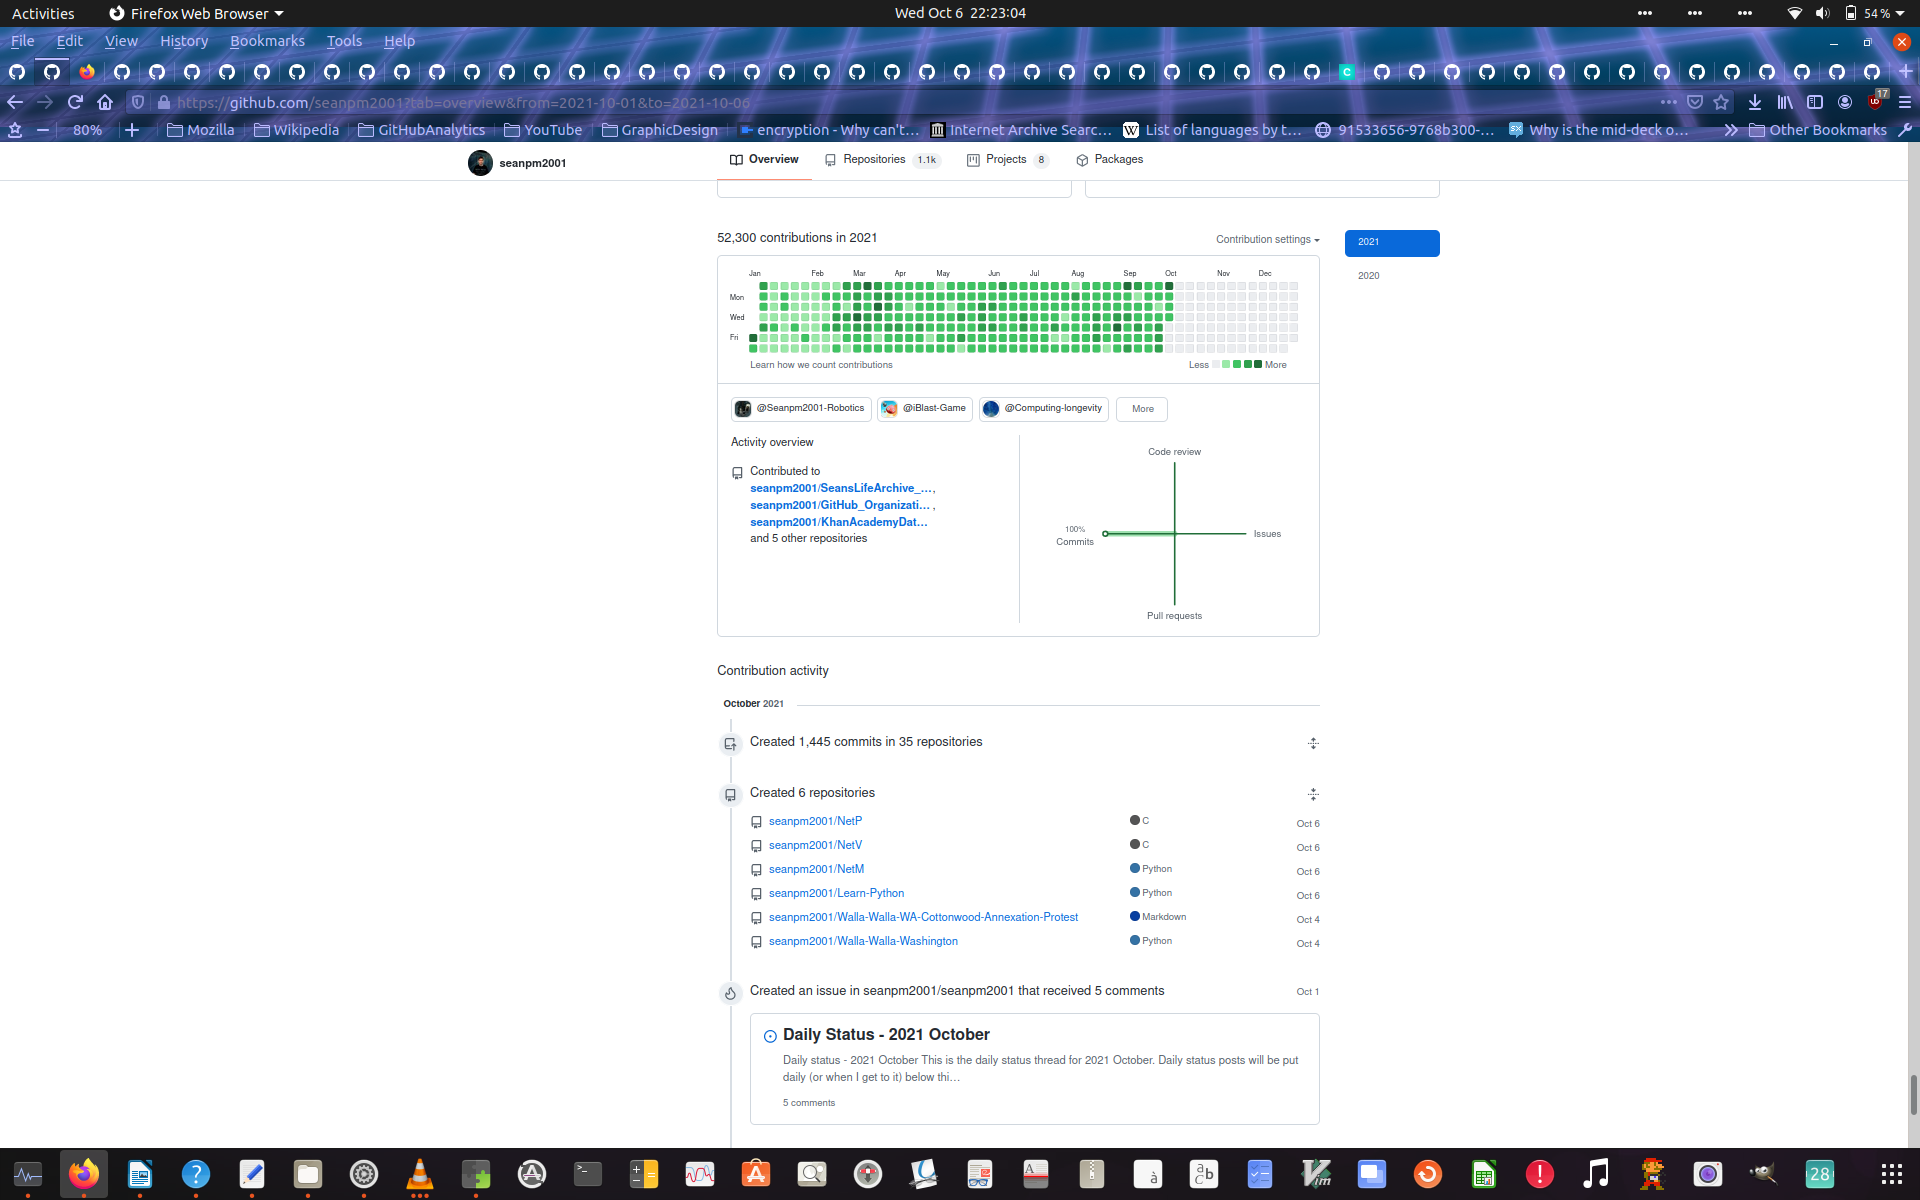 Activities Firefox Web Browser Wed Oct 6 22:23:04 54 %
File Edit View History Bookmarks Tools Help
https://github.com/seanpm2001?tab=overview&from=2021-10-01&to=2021-10-06 17
80% Mozilla Wikipedia GitHubAnalytics YouTube GraphicDesign encryption - Why can't… Internet Archive Searc… List of languages by t… 91533656-9768b300-… Why is the mid-deck o… Other Bookmarks
seanpm2001 Overview Repositories 1.1k Projects 8 Packages
52,300 contributions in 2021 Contribution settings 2021
2020
Jan Feb Mar Apr May Jun Jul Aug Sep Oct Nov Dec
Mon
Wed
Fri
Learn how we count contributions Less More
@Seanpm2001-Robotics @iBlast-Game @Computing-longevity More
Activity overview
Contributed to
seanpm2001/SeansLifeArchive_…,
seanpm2001/GitHub_Organizati… ,
seanpm2001/KhanAcademyDat…
and 5 other repositories
Code review
100%
Commits
Issues
Pull requests
Contribution activity
October 2021
Created 1,445 commits in 35 repositories
Created 6 repositories
seanpm2001/NetP C Oct 6
seanpm2001/NetV C Oct 6
seanpm2001/NetM Python Oct 6
seanpm2001/Learn-Python Python Oct 6
seanpm2001/Walla-Walla-WA-Cottonwood-Annexation-Protest Markdown Oct 4
seanpm2001/Walla-Walla-Washington Python Oct 4
Created an issue in seanpm2001/seanpm2001 that received 5 comments Oct 1
Daily Status - 2021 October
Daily status - 2021 October This is the daily status thread for 2021 October. Daily status posts will be put
daily (or when I get to it) below thi…
5 comments
28